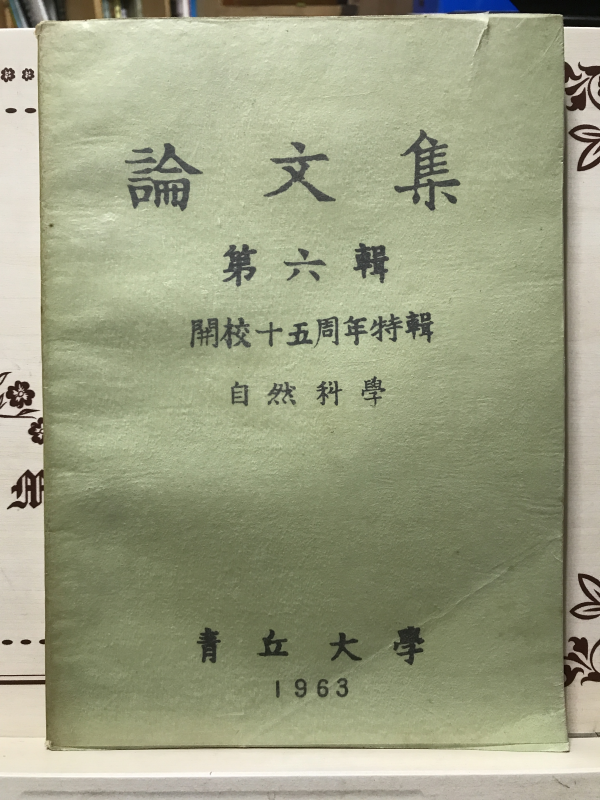 論文集
第六輯
開校十五周年特輯
自然科學
靑丘大學
1963